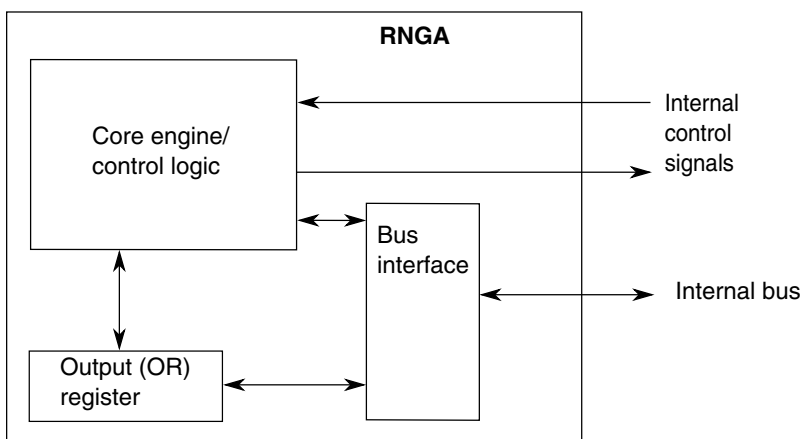 RNGA
Core engine/
control logic
Internal
control
signals
Bus
interface
Internal bus
Output (OR)
register